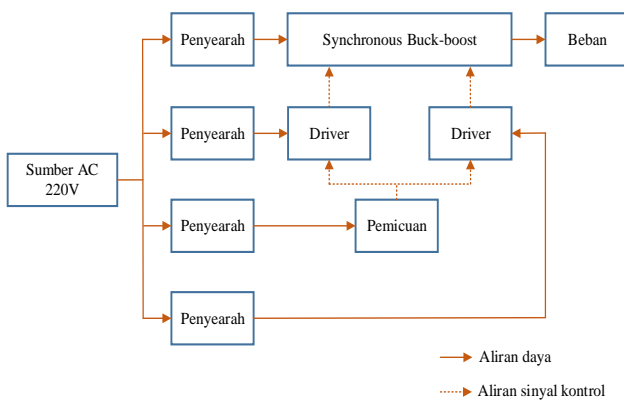 Penyearah
Synchronous Buck-boost
Beban
Penyearah
Driver
Driver
Sumber AC
220V
Penyearah
Pemicuan
Penyearah
Aliran daya
Aliran sinyal kontrol